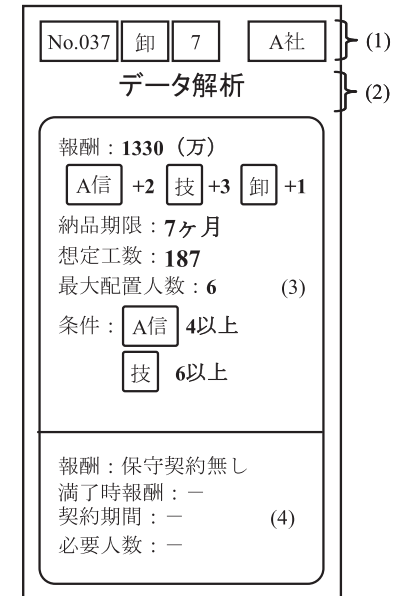 No.037 卸 7 A社 (1)
データ解析 (2)
報酬：1330（万）
A信 +2 技 +3 卸 +1
納品期限：7ヶ月
想定工数：187
最大配置人数：6 (3)
条件：A信 4以上
技 6以上
報酬：保守契約無し
満了時報酬：－
契約期間：－ (4)
必要人数：－